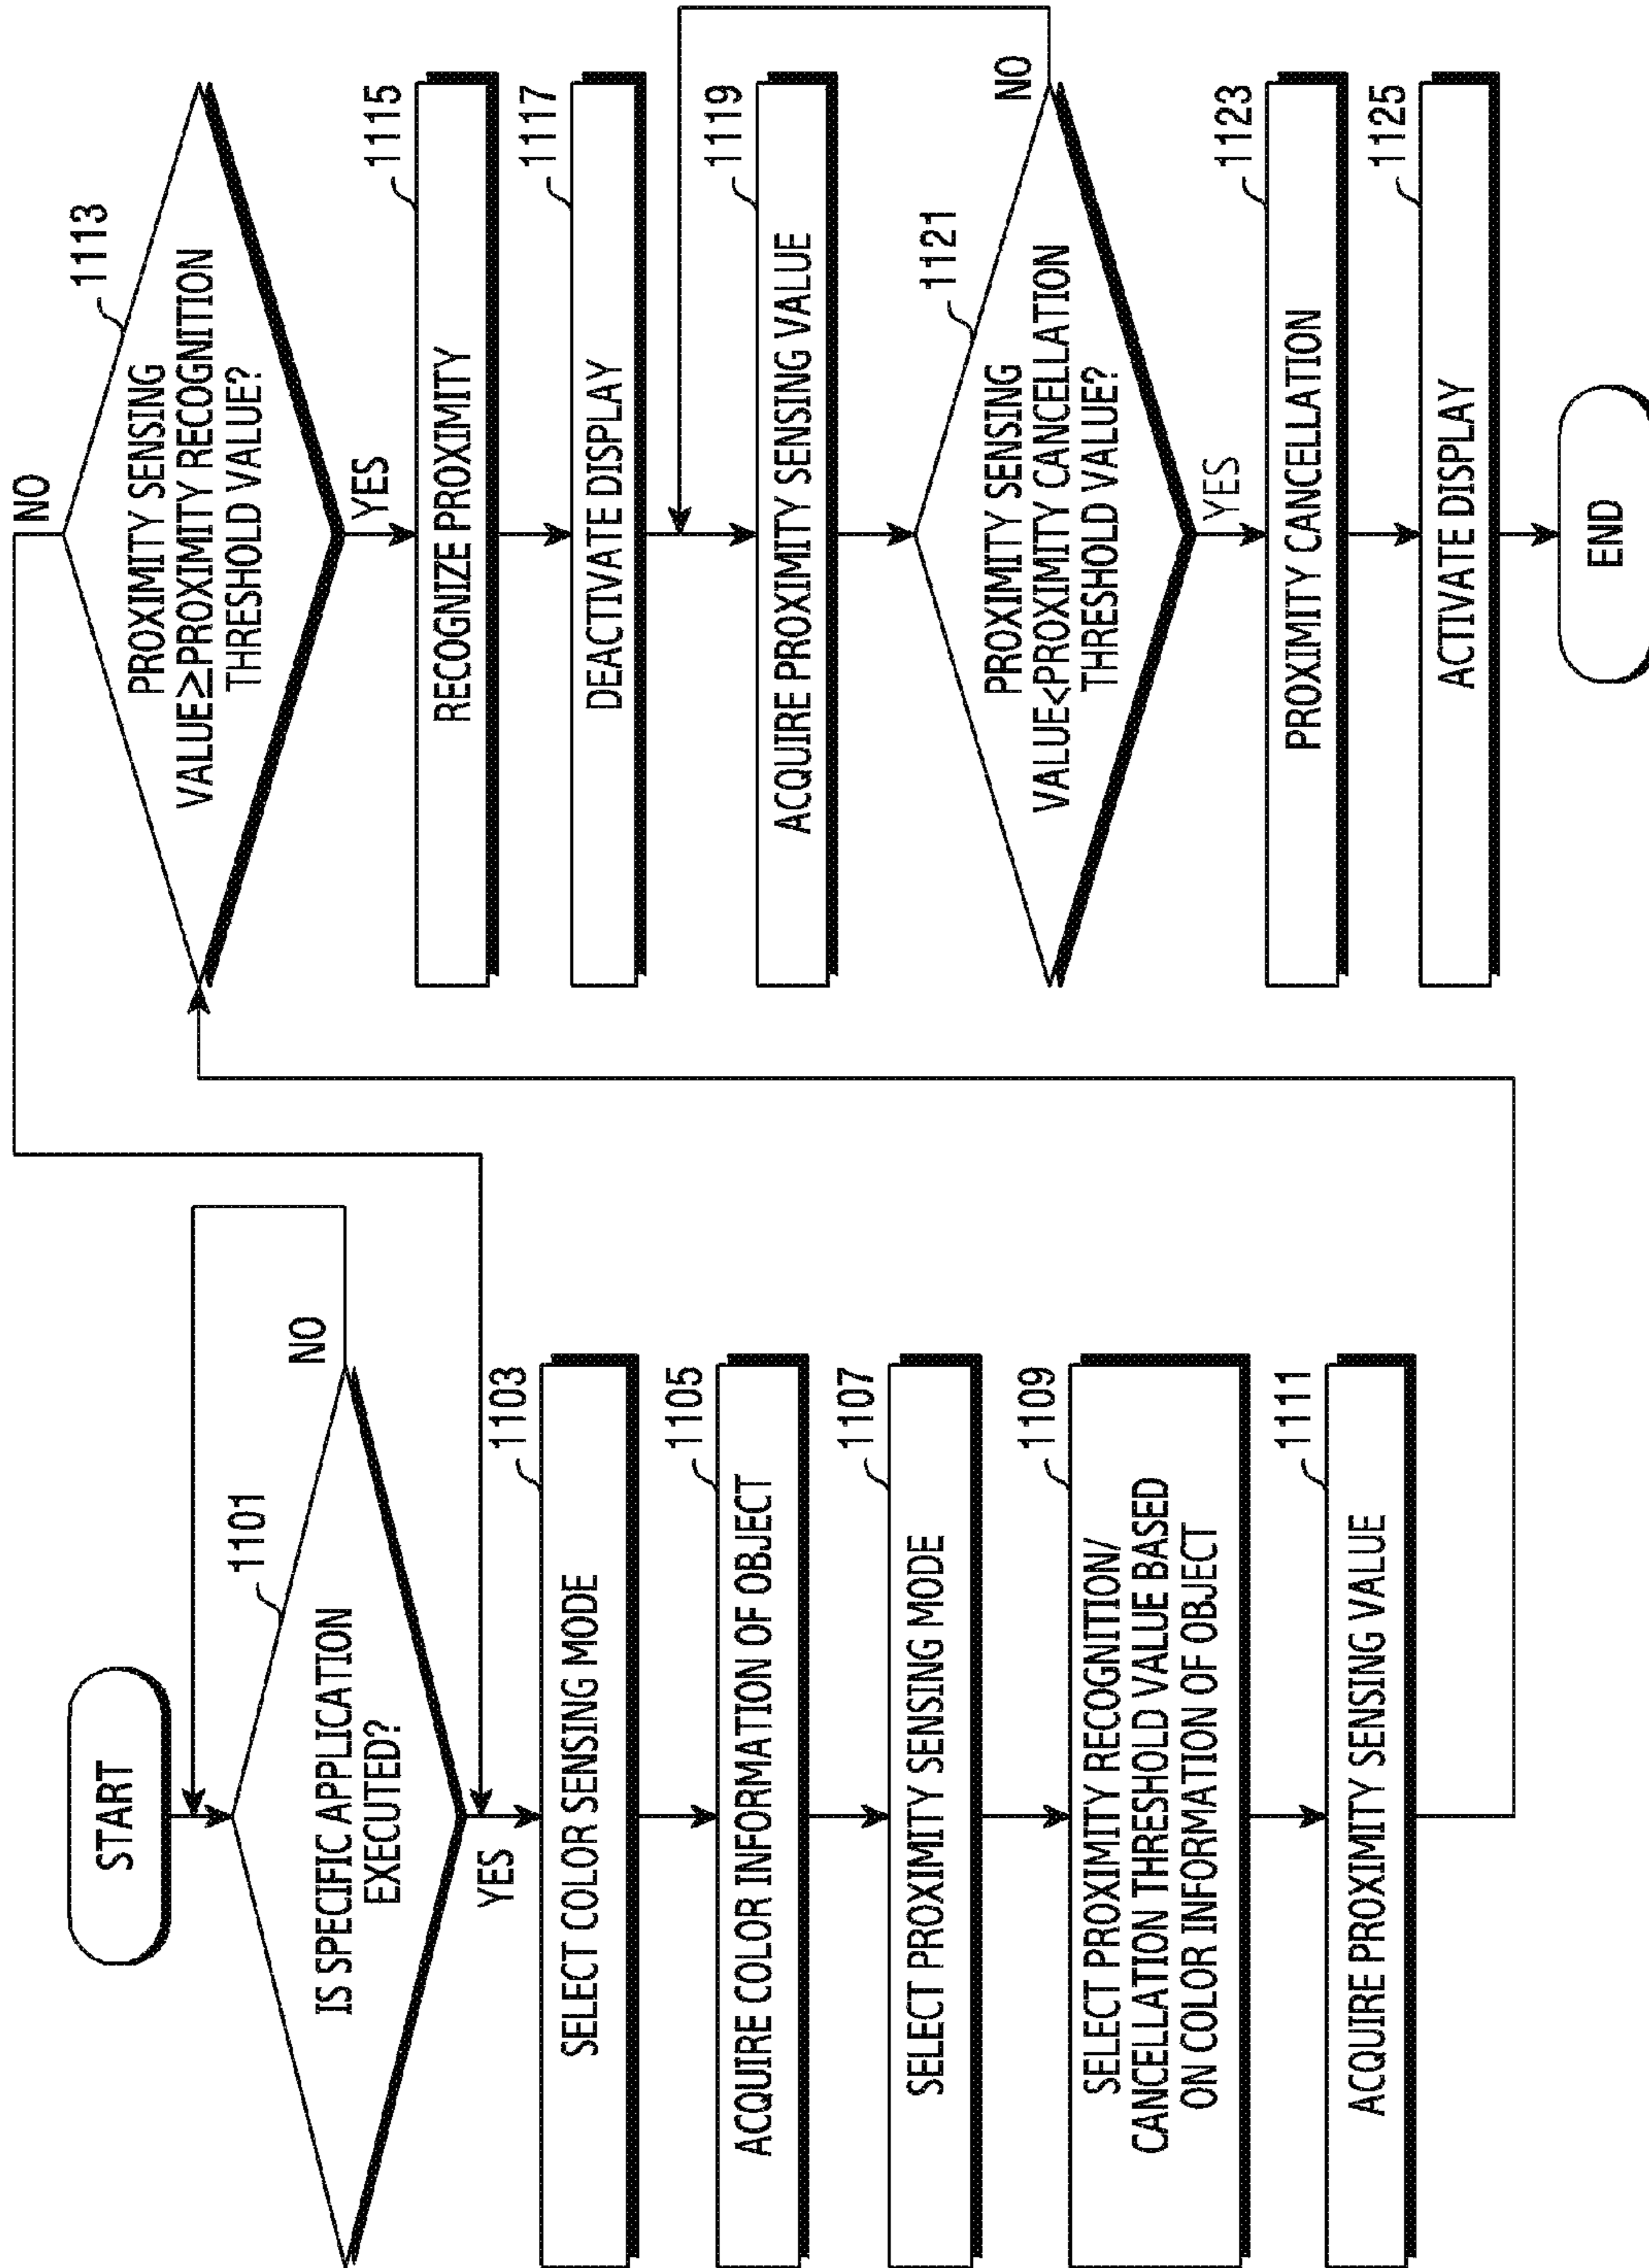 START
1101
IS SPECIFIC APPLICATION
EXECUTED?
NO
YES
1103
SELECT COLOR SENSING MODE
1105
ACQUIRE COLOR INFORMATION OF OBJECT
1107
SELECT PROXIMITY SENSING MODE
1109
SELECT PROXIMITY RECOGNITION/
CANCELLATION THRESHOLD VALUE BASED
ON COLOR INFORMATION OF OBJECT
1111
ACQUIRE PROXIMITY SENSING VALUE
NO
1113
PROXIMITY SENSING
VALUE≥PROXIMITY RECOGNITION
THRESHOLD VALUE?
YES
1115
RECOGNIZE PROXIMITY
1117
DEACTIVATE DISPLAY
1119
ACQUIRE PROXIMITY SENSING VALUE
1121
NO
PROXIMITY SENSING
VALUE<PROXIMITY CANCELLATION
THRESHOLD VALUE?
YES
1123
PROXIMITY CANCELLATION
1125
ACTIVATE DISPLAY
END